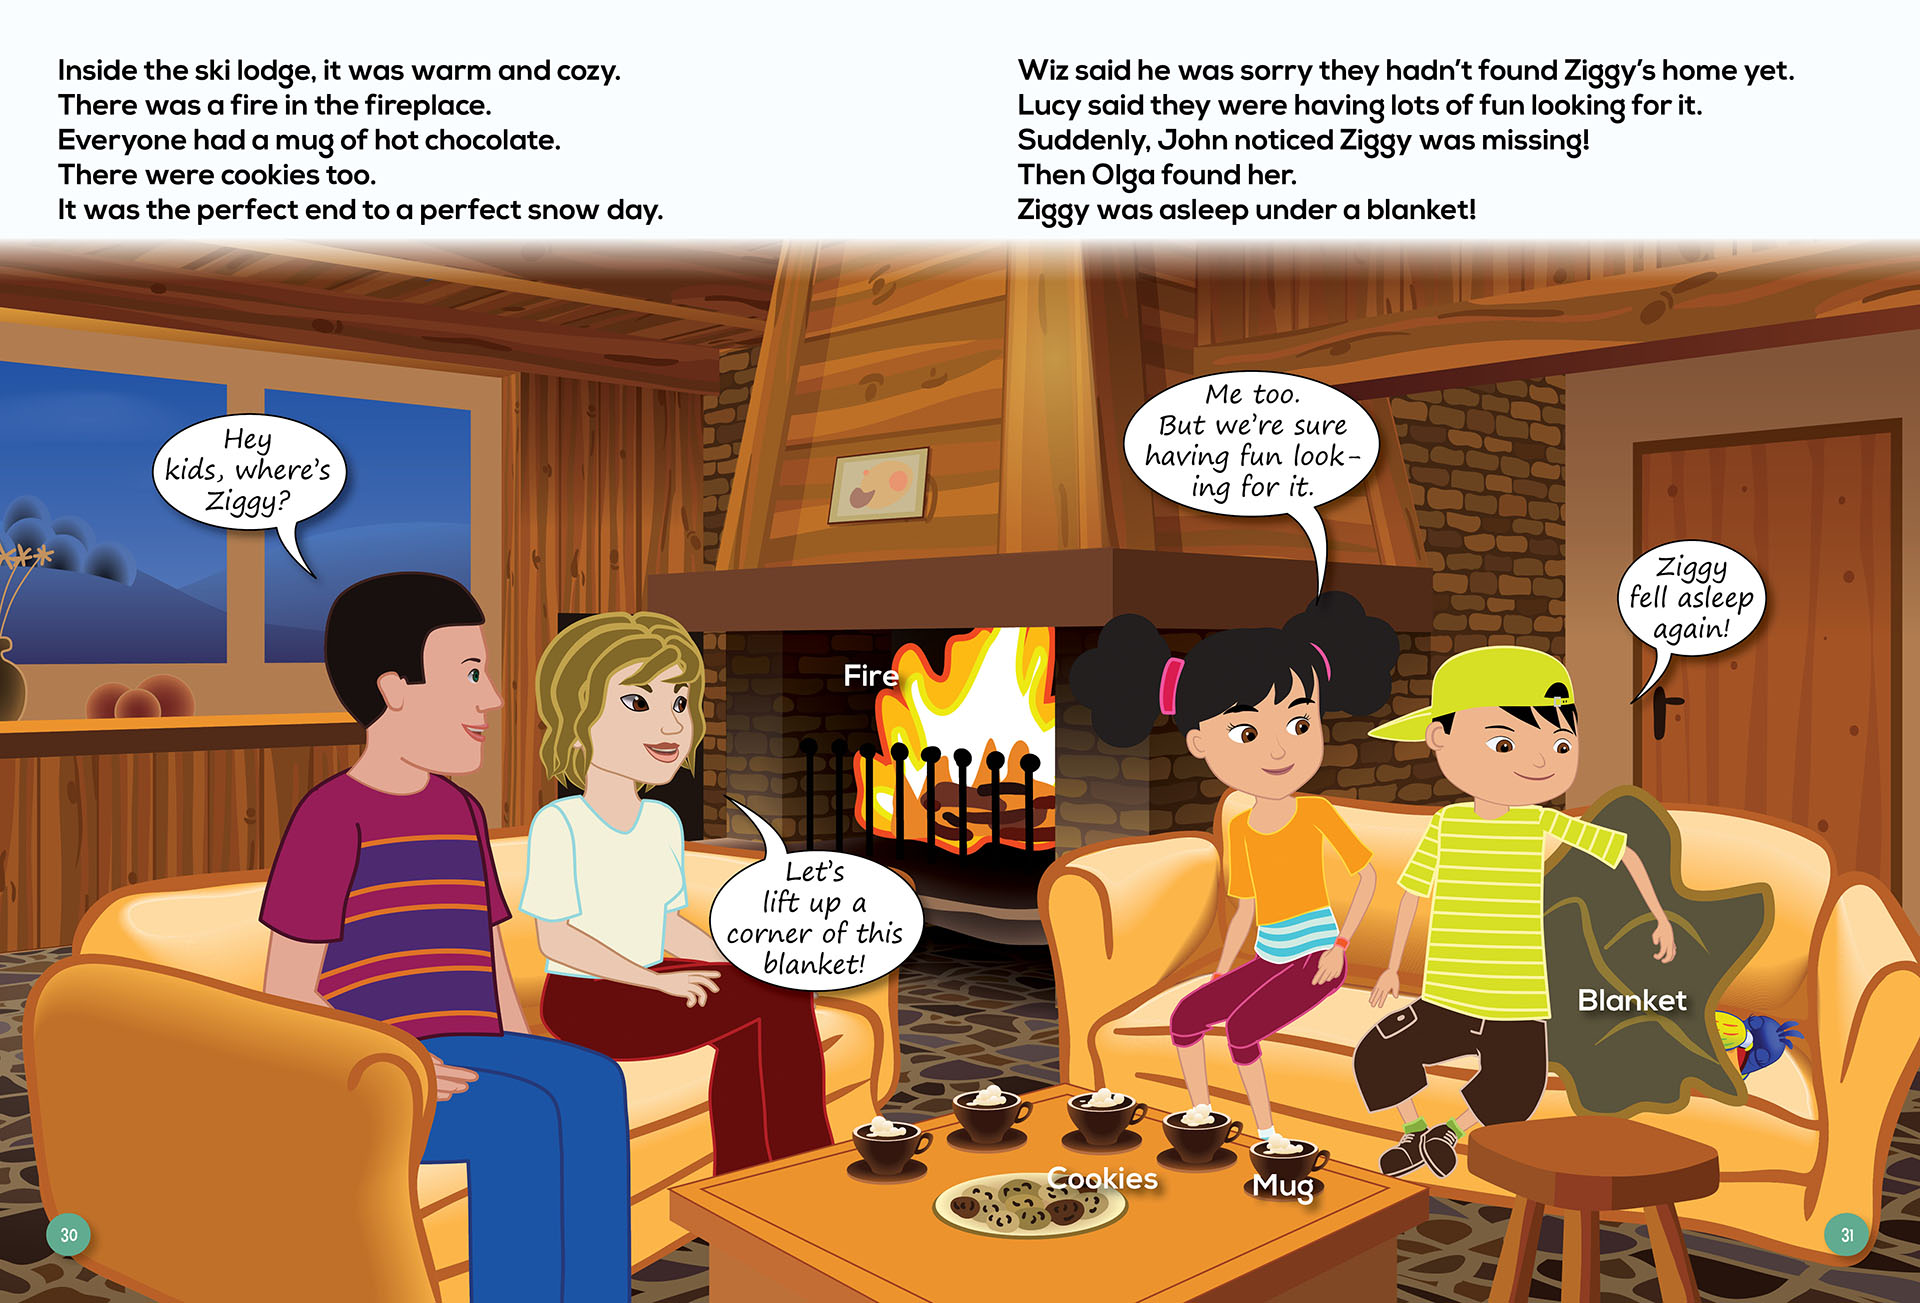 Inside the ski lodge, it was warm and cozy.
There was a fire in the fireplace.
Everyone had a mug of hot chocolate.
There were cookies too.
It was the perfect end to a perfect snow day.
Wiz said he was sorry they hadn't found Ziggy's home yet.
Lucy said they were having lots of fun looking for it.
Suddenly, John noticed Ziggy was missing!
Then Olga found her.
Ziggy was asleep under a blanket!
Hey
kids, where's
Ziggy?
Me too.
But we're sure
having fun look-
ing for it.
Ziggy
fell asleep
again!
Fire
Let's
lift up a
corner of this
blanket!
Blanket
Cookies
Mug
30
31